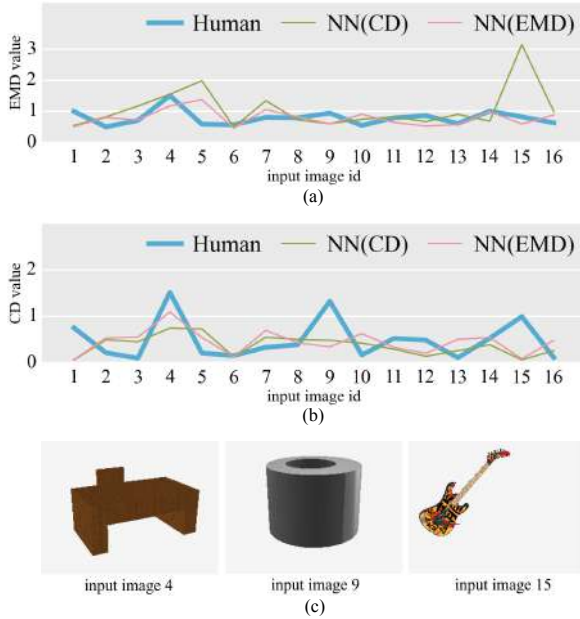 Human NN(CD) NN(EMD)
3
2
1
0
EMD value
1 2 3 4 5 6 7 8 9 10 11 12 13 14 15 16
input image id
(a)
Human NN(CD) NN(EMD)
2
1
0
CD value
1 2 3 4 5 6 7 8 9 10 11 12 13 14 15 16
input image id
(b)
input image 4 input image 9 input image 15
(c)